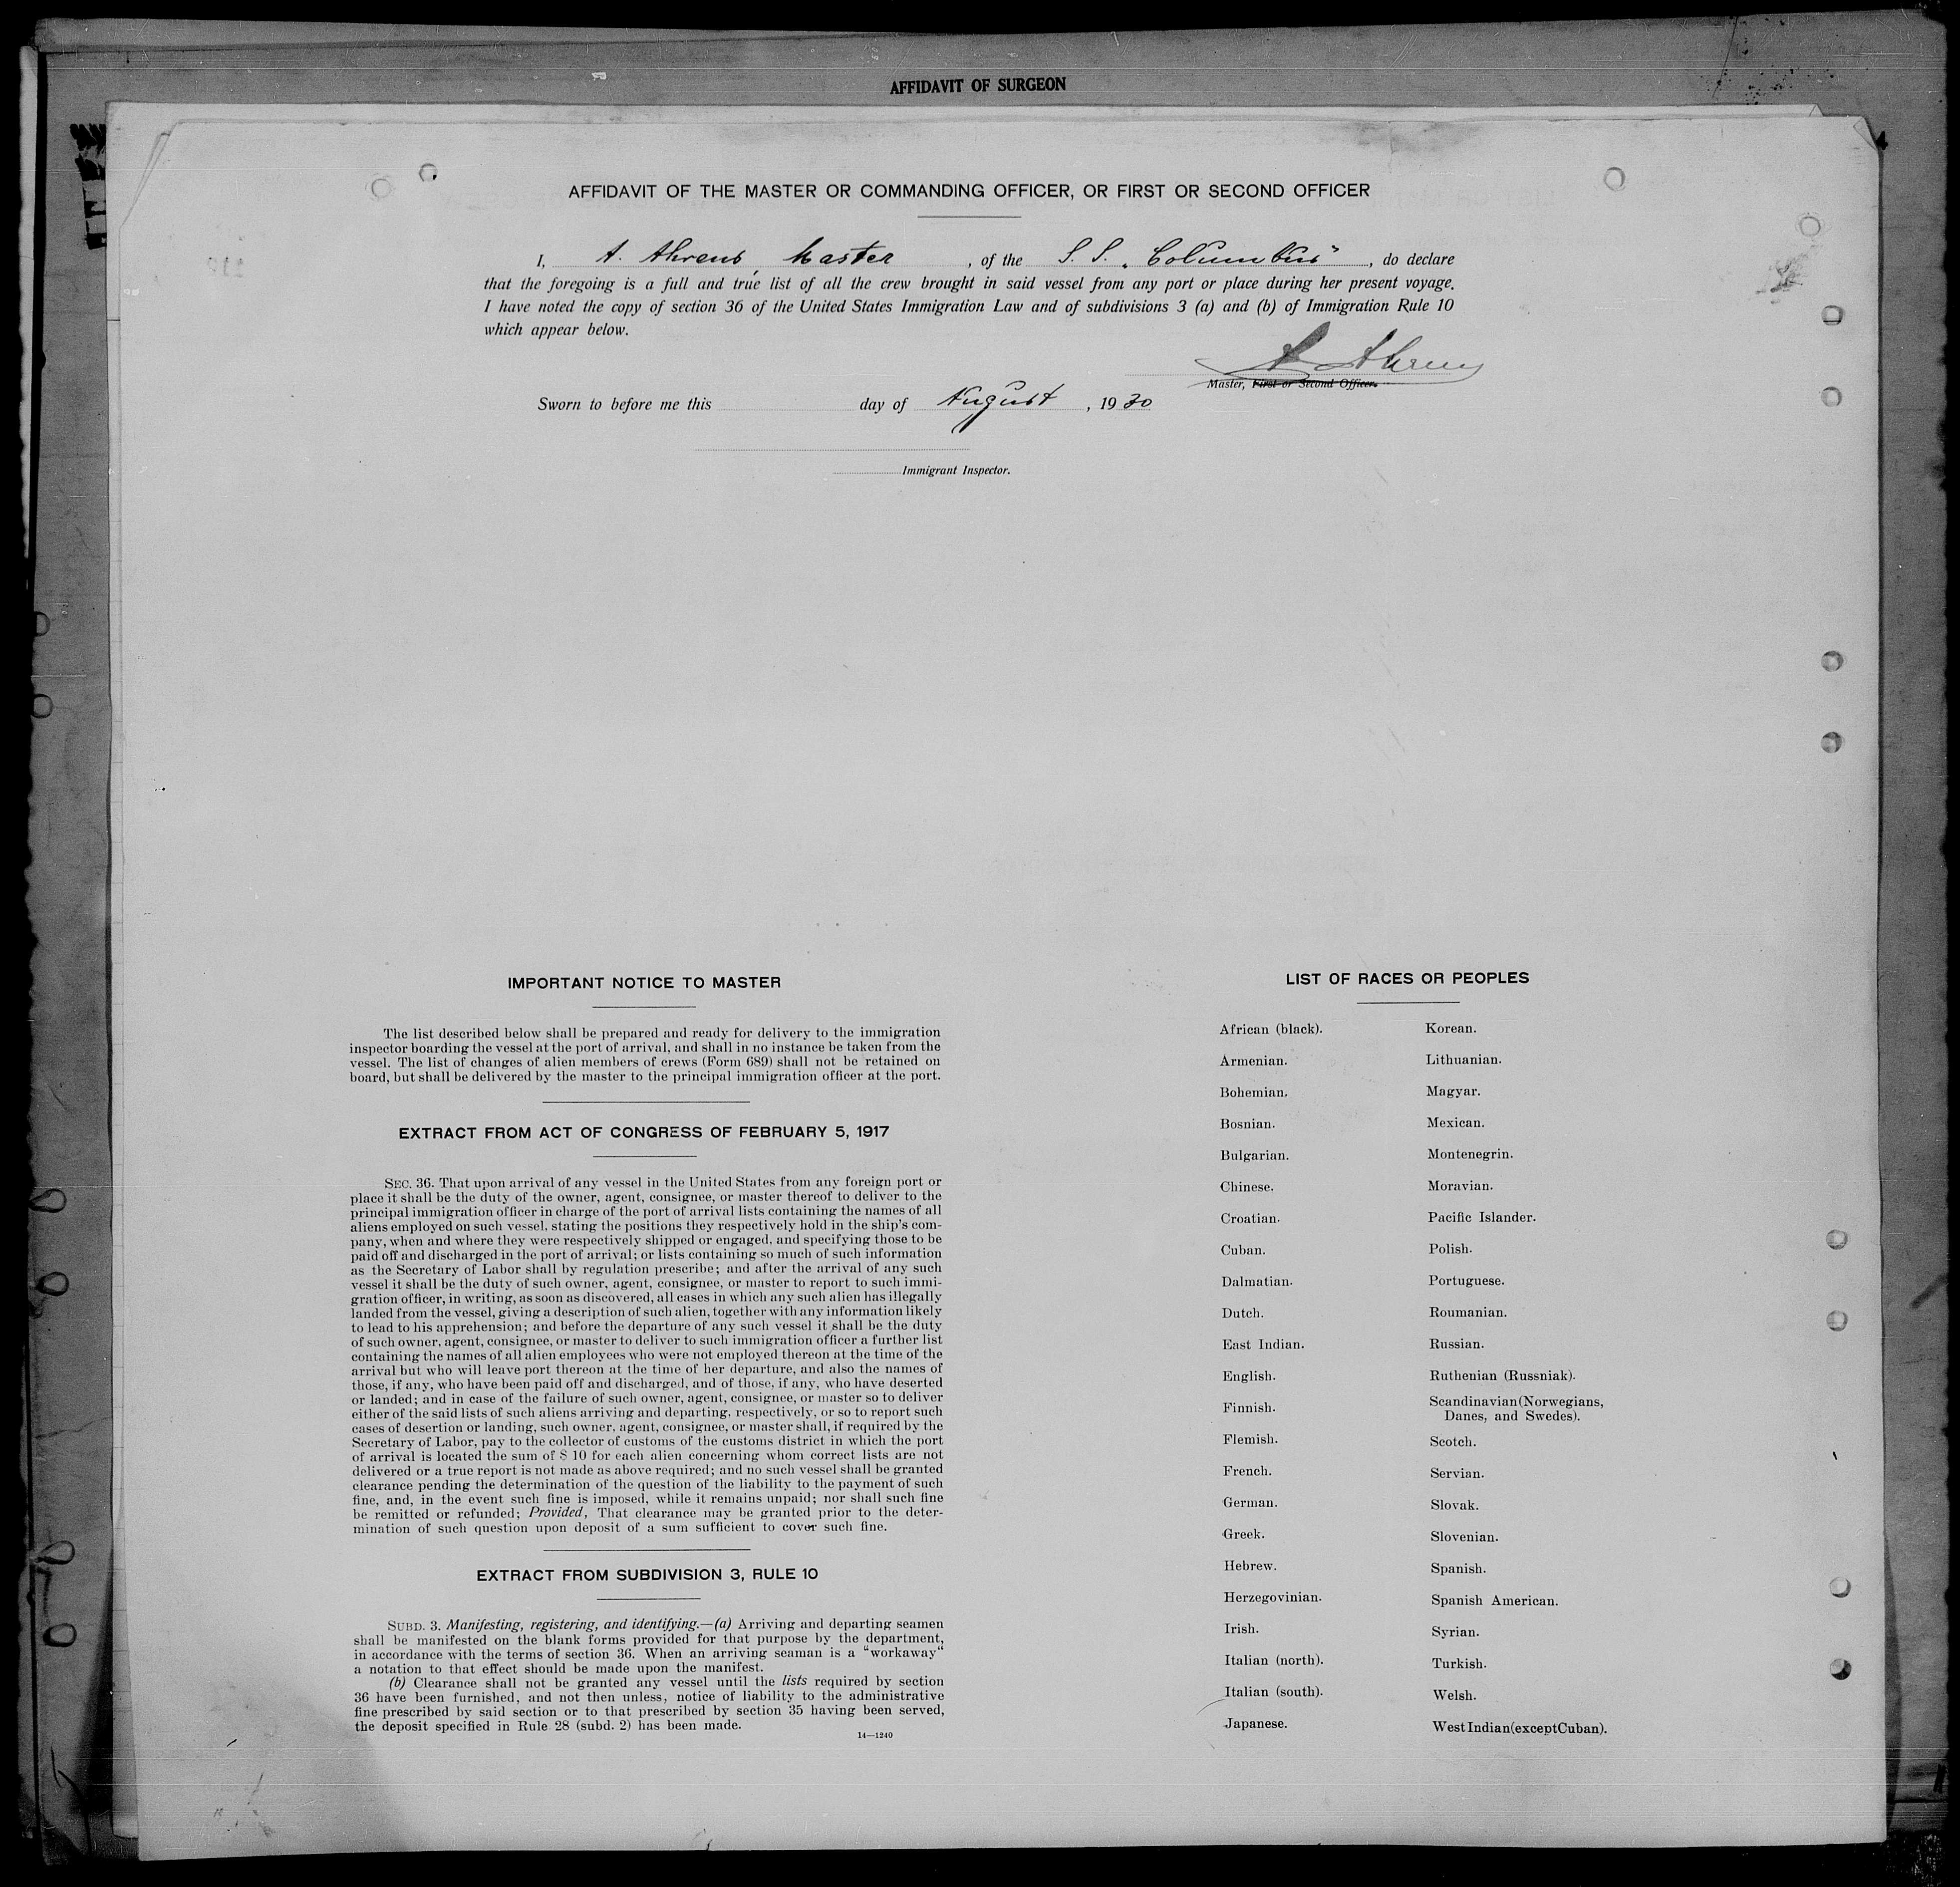 AFFIDAVIT OF SURGEON
AFFIDAVIT OF THE MASTER OR COMMANDING OFFICER, OR FIRST OR SECOND OFFICER
I, A. Ahrens, Master, of the S. S. „Columbus", do declare
that the foregoing is a full and true list of all the crew brought in said vessel from any port or place during her present voyage.
I have noted the copy of section 36 of the United States Immigration Law and of subdivisions 3 (a) and (b) of Immigration Rule 10
which appear below.
A. Ahrens
Master, First or Second Officer.
Sworn to before me this day of August, 1930
Immigrant Inspector.
IMPORTANT NOTICE TO MASTER
The list described below shall be prepared and ready for delivery to the immigration
inspector boarding the vessel at the port of arrival, and shall in no instance be taken from the
vessel. The list of changes of alien members of crews (Form 689) shall not be retained on
board, but shall be delivered by the master to the principal immigration officer at the port.
EXTRACT FROM ACT OF CONGRESS OF FEBRUARY 5, 1917
SEC. 36. That upon arrival of any vessel in the United States from any foreign port or
place it shall be the duty of the owner, agent, consignee, or master thereof to deliver to the
principal immigration officer in charge of the port of arrival lists containing the names of all
aliens employed on such vessel, stating the positions they respectively hold in the ship's com-
pany, when and where they were respectively shipped or engaged, and specifying those to be
paid off and discharged in the port of arrival; or lists containing so much of such information
as the Secretary of Labor shall by regulation prescribe; and after the arrival of any such
vessel it shall be the duty of such owner, agent, consignee, or master to report to such immi-
gration officer, in writing, as soon as discovered, all cases in which any such alien has illegally
landed from the vessel, giving a description of such alien, together with any information likely
to lead to his apprehension; and before the departure of any such vessel it shall be the duty
of such owner, agent, consignee, or master to deliver to such immigration officer a further list
containing the names of all alien employees who were not employed thereon at the time of the
arrival but who will leave port thereon at the time of her departure, and also the names of
those, if any, who have been paid off and discharged, and of those, if any, who have deserted
or landed; and in case of the failure of such owner, agent, consignee, or master so to deliver
either of the said lists of such aliens arriving and departing, respectively, or so to report such
cases of desertion or landing, such owner, agent, consignee, or master shall, if required by the
Secretary of Labor, pay to the collector of customs of the customs district in which the port
of arrival is located the sum of $ 10 for each alien concerning whom correct lists are not
delivered or a true report is not made as above required; and no such vessel shall be granted
clearance pending the determination of the question of the liability to the payment of such
fine, and, in the event such fine is imposed, while it remains unpaid; nor shall such fine
be remitted or refunded; Provided, That clearance may be granted prior to the deter-
mination of such question upon deposit of a sum sufficient to cover such fine.
EXTRACT FROM SUBDIVISION 3, RULE 10
SUBD. 3. Manifesting, registering, and identifying.—(a) Arriving and departing seamen
shall be manifested on the blank forms provided for that purpose by the department,
in accordance with the terms of section 36. When an arriving seaman is a "workaway"
a notation to that effect should be made upon the manifest.
(b) Clearance shall not be granted any vessel until the lists required by section
36 have been furnished, and not then unless, notice of liability to the administrative
fine prescribed by said section or to that prescribed by section 35 having been served,
the deposit specified in Rule 28 (subd. 2) has been made.
14—1240
LIST OF RACES OR PEOPLES
African (black).
Armenian.
Bohemian.
Bosnian.
Bulgarian.
Chinese.
Croatian.
Cuban.
Dalmatian.
Dutch.
East Indian.
English.
Finnish.
Flemish.
French.
German.
Greek.
Hebrew.
Herzegovinian.
Irish.
Italian (north).
Italian (south).
Japanese.
Korean.
Lithuanian.
Magyar.
Mexican.
Montenegrin.
Moravian.
Pacific Islander.
Polish.
Portuguese.
Roumanian.
Russian.
Ruthenian (Russniak).
Scandinavian (Norwegians,
Danes, and Swedes).
Scotch.
Servian.
Slovak.
Slovenian.
Spanish.
Spanish American.
Syrian.
Turkish.
Welsh.
West Indian (except Cuban).